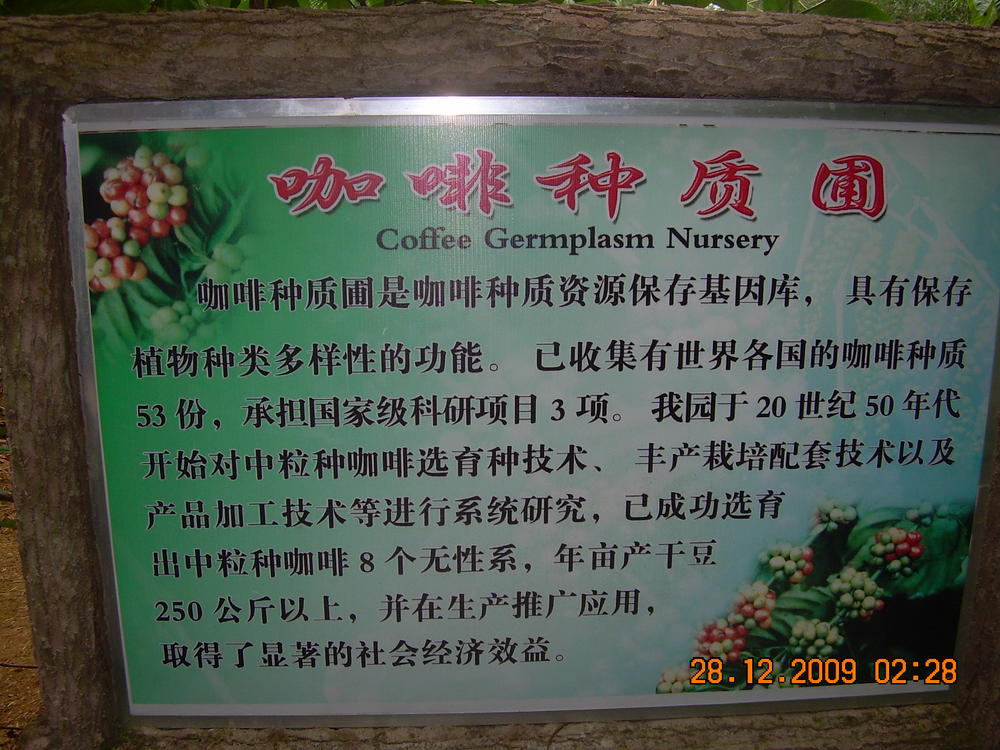 咖啡种质圃
Coffee Germplasm Nursery
咖啡种质圃是咖啡种质资源保存基因库，具有保存
植物种类多样性的功能。已收集有世界各国的咖啡种质
53 份，承担国家级科研项目 3 项。我园于 20 世纪 50 年代
开始对中粒种咖啡选育种技术、丰产栽培配套技术以及
产品加工技术等进行系统研究，已成功选育
出中粒种咖啡 8 个无性系，年亩产干豆
250 公斤以上，并在生产推广应用，
取得了显著的社会经济效益。
28.12.2009 02:28